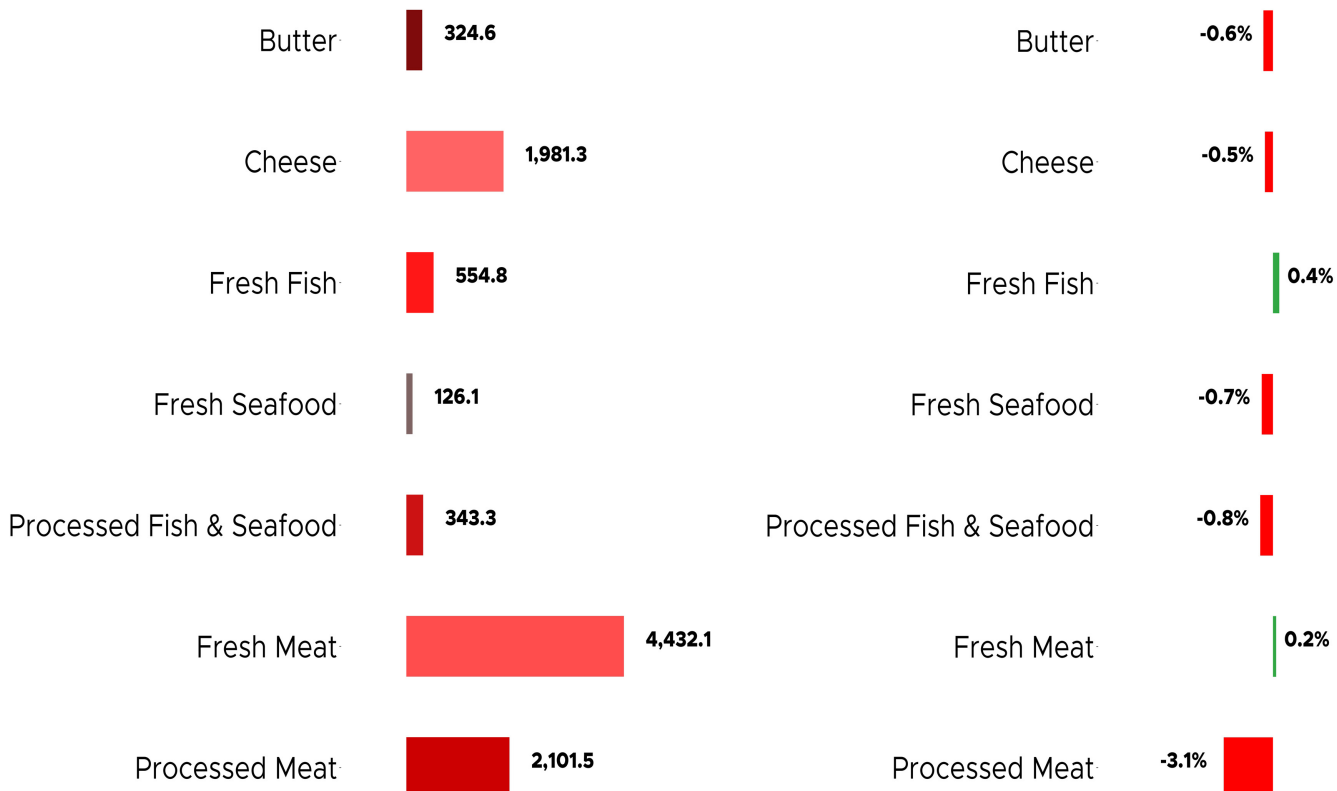 Butter 324.6 Butter -0.6%
Cheese 1,981.3 Cheese -0.5%
Fresh Fish 554.8 Fresh Fish 0.4%
Fresh Seafood 126.1 Fresh Seafood -0.7%
Processed Fish & Seafood 343.3 Processed Fish & Seafood -0.8%
Fresh Meat 4,432.1 Fresh Meat 0.2%
Processed Meat 2,101.5 Processed Meat -3.1%